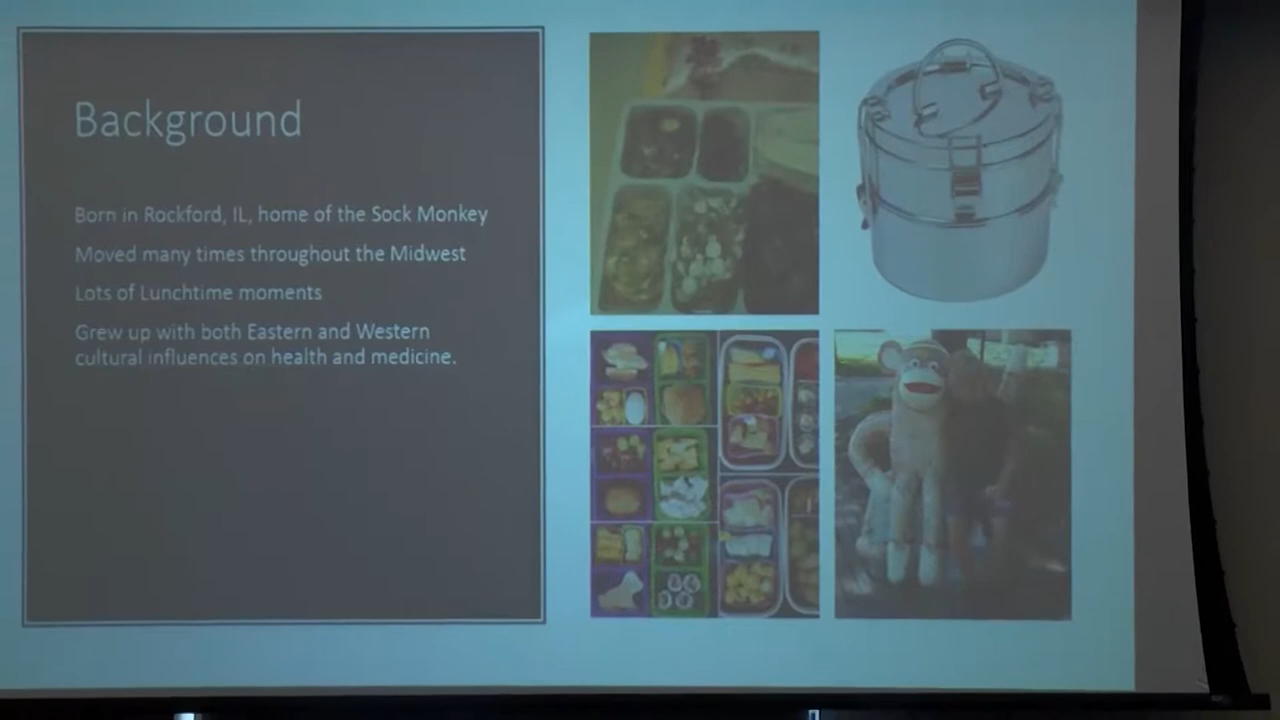 Background
Born in Rockford, IL, home of the Sock Monkey
Moved many times throughout the Midwest
Lots of Lunchtime moments
Grew up with both Eastern and Western
cultural influences on health and medicine.